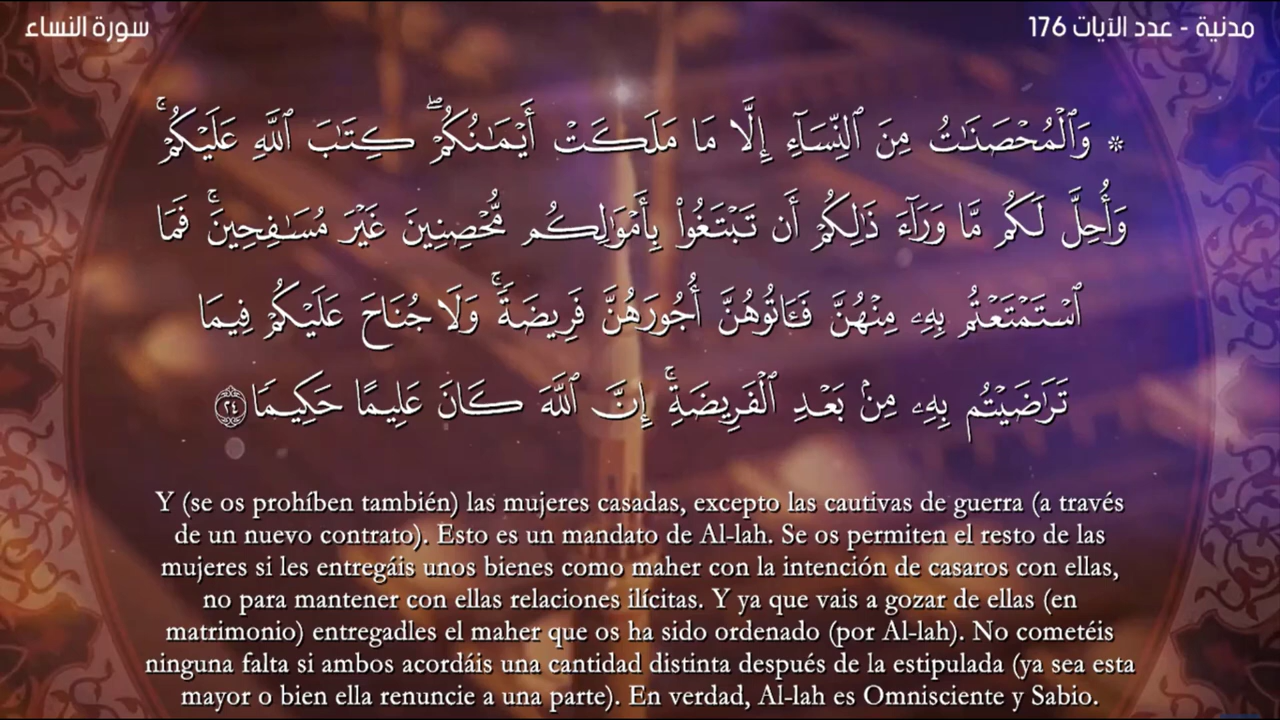 سورة النساء
مدنية - عدد الآيات 176
۞ وَٱلْمُحْصَنَـٰتُ مِنَ ٱلنِّسَآءِ إِلَّا مَا مَلَكَتْ أَيْمَـٰنُكُمْ ۖ كِتَـٰبَ ٱللَّهِ عَلَيْكُمْ ۚ
وَأُحِلَّ لَكُم مَّا وَرَآءَ ذَٰلِكُمْ أَن تَبْتَغُوا۟ بِأَمْوَٰلِكُم مُّحْصِنِينَ غَيْرَ مُسَـٰفِحِينَ ۚ فَمَا
ٱسْتَمْتَعْتُم بِهِۦ مِنْهُنَّ فَـَٔاتُوهُنَّ أُجُورَهُنَّ فَرِيضَةً ۚ وَلَا جُنَاحَ عَلَيْكُمْ فِيمَا
تَرَٰضَيْتُم بِهِۦ مِنۢ بَعْدِ ٱلْفَرِيضَةِ ۚ إِنَّ ٱللَّهَ كَانَ عَلِيمًا حَكِيمًا ٢٤
Y (se os prohíben también) las mujeres casadas, excepto las cautivas de guerra (a través
de un nuevo contrato). Esto es un mandato de Al-lah. Se os permiten el resto de las
mujeres si les entregáis unos bienes como maher con la intención de casaros con ellas,
no para mantener con ellas relaciones ilícitas. Y ya que vais a gozar de ellas (en
matrimonio) entregadles el maher que os ha sido ordenado (por Al-lah). No cometéis
ninguna falta si ambos acordáis una cantidad distinta después de la estipulada (ya sea esta
mayor o bien ella renuncie a una parte). En verdad, Al-lah es Omnisciente y Sabio.